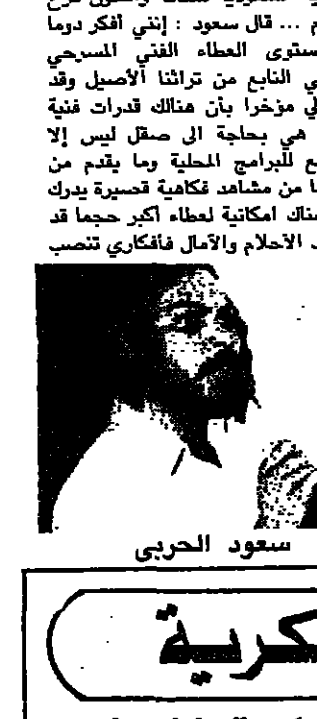 م ... قال سعود : إنني أفكر دوما
ستوى العطاء الفني المسرحي
ي النابع من تراثنا الأصيل وقد
لي مؤخرا بأن هنالك قدرات فنية
هي بحاجة الى صقل ليس إلا
ع للبرامج المحلية وما يقدم من
ا من مشاهد فكاهية قصيرة يدرك
هناك امكانية لعطاء أكبر حجما قد
الأحلام والآمال فأفكاري تنصب
سعود الحربي
كرية